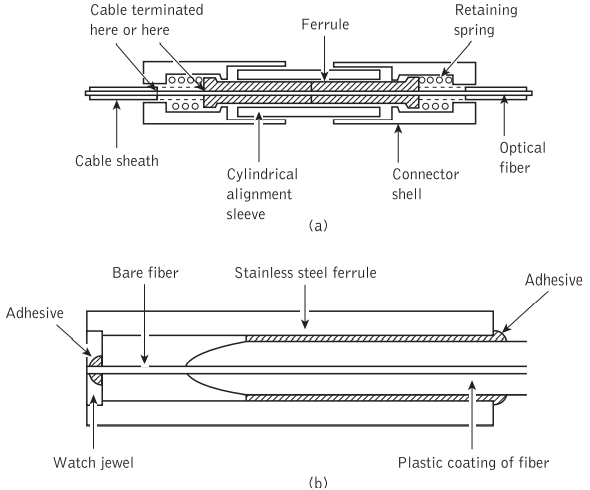 Cable terminated
here or here
Ferrule
Retaining
spring
Cable sheath
Cylindrical
alignment
sleeve
Connector
shell
Optical
fiber
(a)
Bare fiber
Stainless steel ferrule
Adhesive
Adhesive
Watch jewel
Plastic coating of fiber
(b)